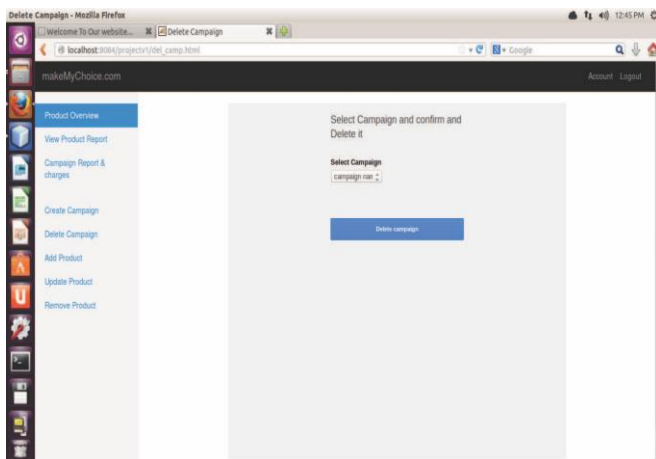 Delete Campaign - Mozilla Firefox
12:45 PM
Welcome To Our Website...
Delete Campaign
localhost:8084/projectv1/del_camp.html
Google
makeMyChoice.com
Account Logout
Product Overview
View Product Report
Campaign Report &
charges
Create Campaign
Delete Campaign
Add Product
Update Product
Remove Product
Select Campaign and confirm and
Delete it
Select Campaign
campaign nan
Delete campaign